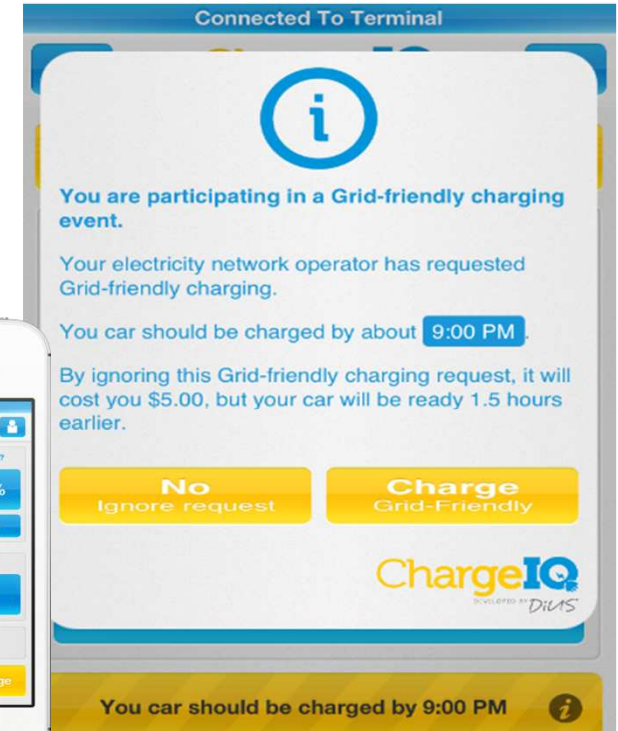 Connected To Terminal
i
You are participating in a Grid-friendly charging
event.
Your electricity network operator has requested
Grid-friendly charging.
You car should be charged by about 9:00 PM.
By ignoring this Grid-friendly charging request, it will
cost you $5.00, but your car will be ready 1.5 hours
earlier.
No
Ignore request
Charge
Grid-Friendly
ChargeIQ
DEVELOPED BY DiUS
You car should be charged by 9:00 PM
i
?
%